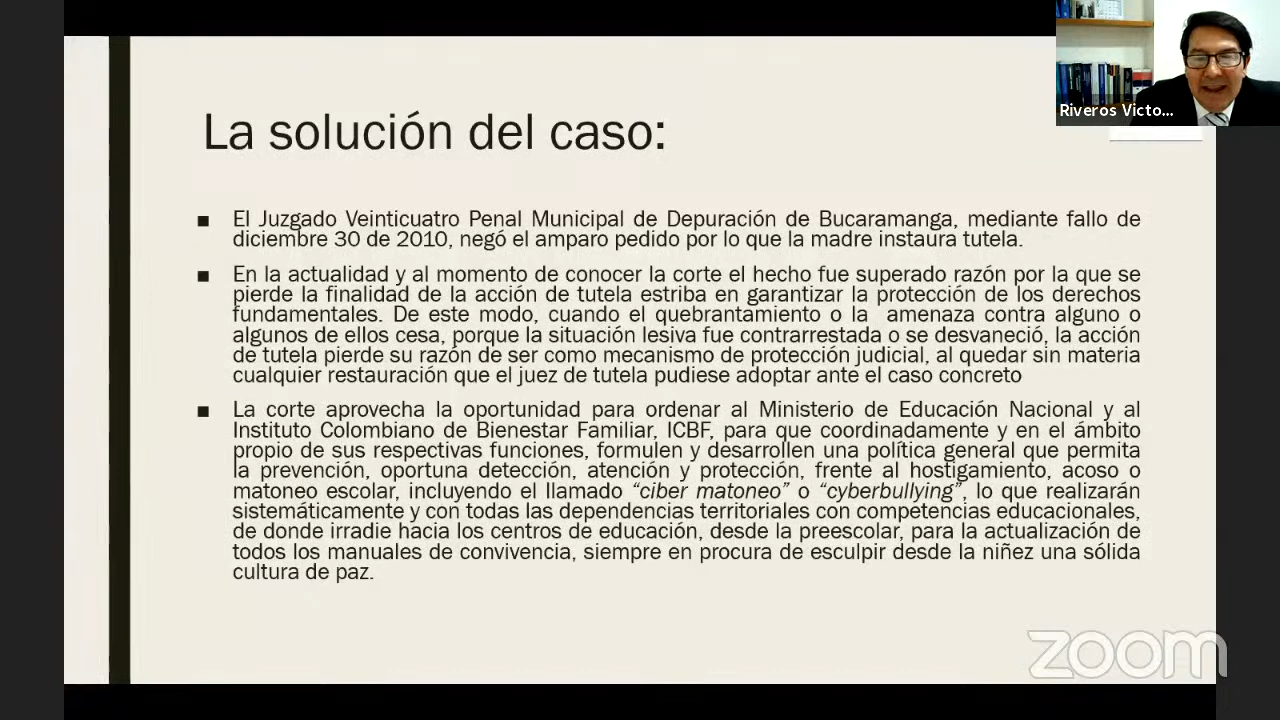 Riveros Victo...
La solución del caso:
■ El Juzgado Veinticuatro Penal Municipal de Depuración de Bucaramanga, mediante fallo de
diciembre 30 de 2010, negó el amparo pedido por lo que la madre instaura tutela.
■ En la actualidad y al momento de conocer la corte el hecho fue superado razón por la que se
pierde la finalidad de la acción de tutela estriba en garantizar la protección de los derechos
fundamentales. De este modo, cuando el quebrantamiento o la amenaza contra alguno o
algunos de ellos cesa, porque la situación lesiva fue contrarrestada o se desvaneció, la acción
de tutela pierde su razón de ser como mecanismo de protección judicial, al quedar sin materia
cualquier restauración que el juez de tutela pudiese adoptar ante el caso concreto
■ La corte aprovecha la oportunidad para ordenar al Ministerio de Educación Nacional y al
Instituto Colombiano de Bienestar Familiar, ICBF, para que coordinadamente y en el ámbito
propio de sus respectivas funciones, formulen y desarrollen una política general que permita
la prevención, oportuna detección, atención y protección, frente al hostigamiento, acoso o
matoneo escolar, incluyendo el llamado “ciber matoneo” o “cyberbullying”, lo que realizarán
sistemáticamente y con todas las dependencias territoriales con competencias educacionales,
de donde irradie hacia los centros de educación, desde la preescolar, para la actualización de
todos los manuales de convivencia, siempre en procura de esculpir desde la niñez una sólida
cultura de paz.
zoom